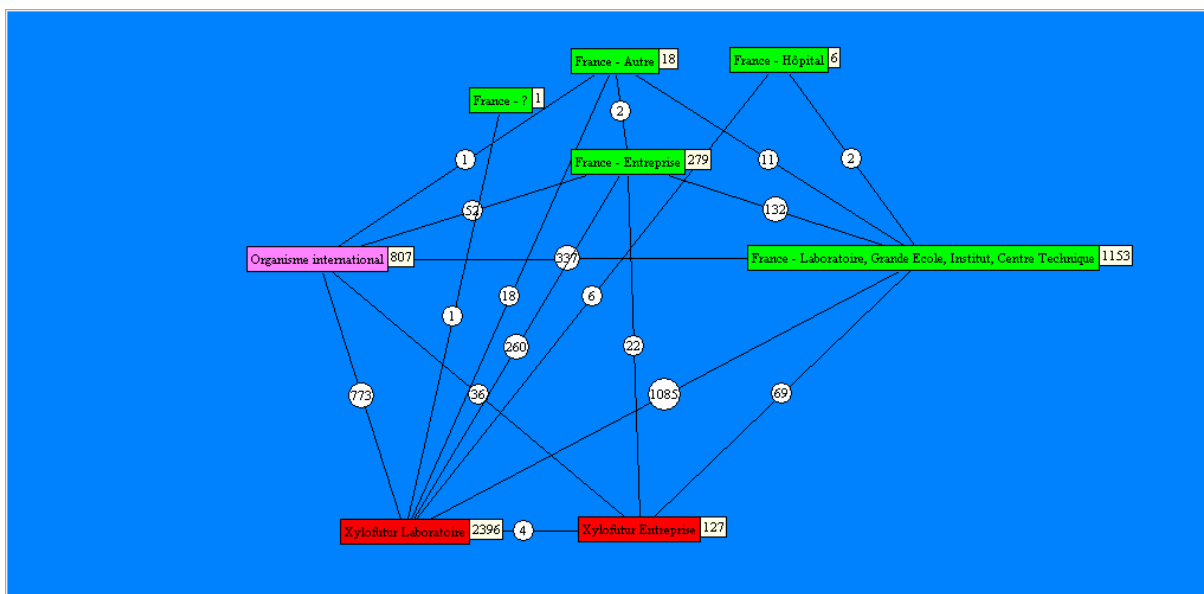 France - Autre 18
France - Hôpital 6
France - ? 1
2
1
France - Entreprise 279
11
2
52
132
Organisme international 807
337
France - Laboratoire, Grande Ecole, Institut, Centre Technique 1153
18
6
1
260
22
773
36
1085
69
Xylofutur Laboratoire 2396
4
Xylofutur Entreprise 127